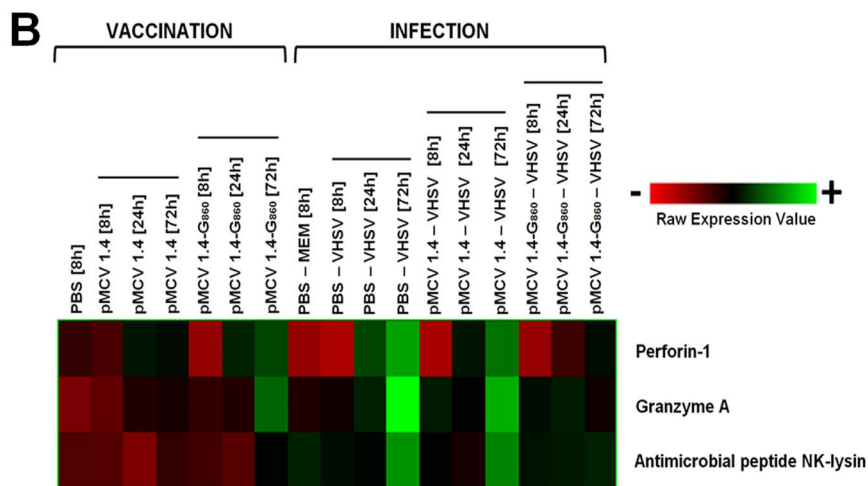 B
VACCINATION
INFECTION
PBS [8h]
pMCV 1.4 [8h]
pMCV 1.4 [24h]
pMCV 1.4 [72h]
pMCV 1.4-G₈₆₀ [8h]
pMCV 1.4-G₈₆₀ [24h]
pMCV 1.4-G₈₆₀ [72h]
PBS – MEM [8h]
PBS – VHSV [8h]
PBS – VHSV [24h]
PBS – VHSV [72h]
pMCV 1.4 – VHSV [8h]
pMCV 1.4 – VHSV [24h]
pMCV 1.4 – VHSV [72h]
pMCV 1.4-G₈₆₀ – VHSV [8h]
pMCV 1.4-G₈₆₀ – VHSV [24h]
pMCV 1.4-G₈₆₀ – VHSV [72h]
- +
Raw Expression Value
Perforin-1
Granzyme A
Antimicrobial peptide NK-lysin